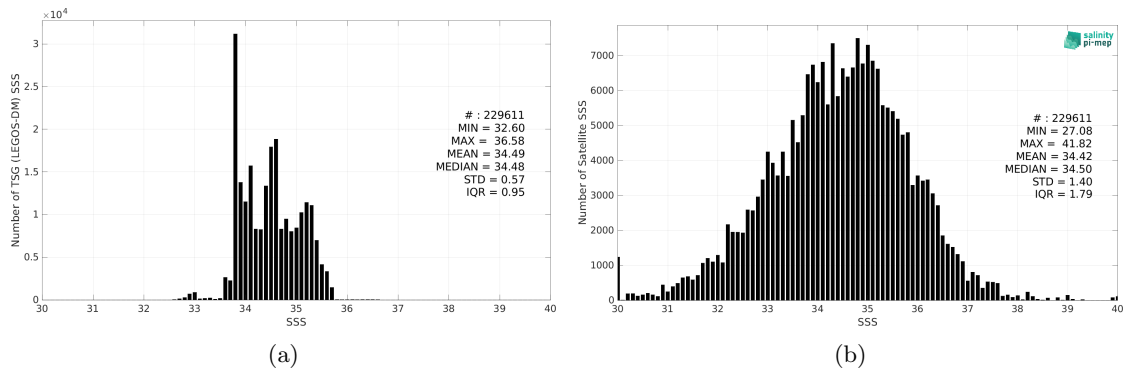 ×10⁴
3
2.5
2
1.5
1
0.5
0
Number of TSG (LEGOS-DM) SSS
# : 229611
MIN = 32.60
MAX = 36.58
MEAN = 34.49
MEDIAN = 34.48
STD = 0.57
IQR = 0.95
30 31 32 33 34 35 36 37 38 39 40
SSS
(a)
salinity
pi-mep
7000
6000
5000
4000
3000
2000
1000
0
Number of Satellite SSS
# : 229611
MIN = 27.08
MAX = 41.82
MEAN = 34.42
MEDIAN = 34.50
STD = 1.40
IQR = 1.79
30 31 32 33 34 35 36 37 38 39 40
SSS
(b)